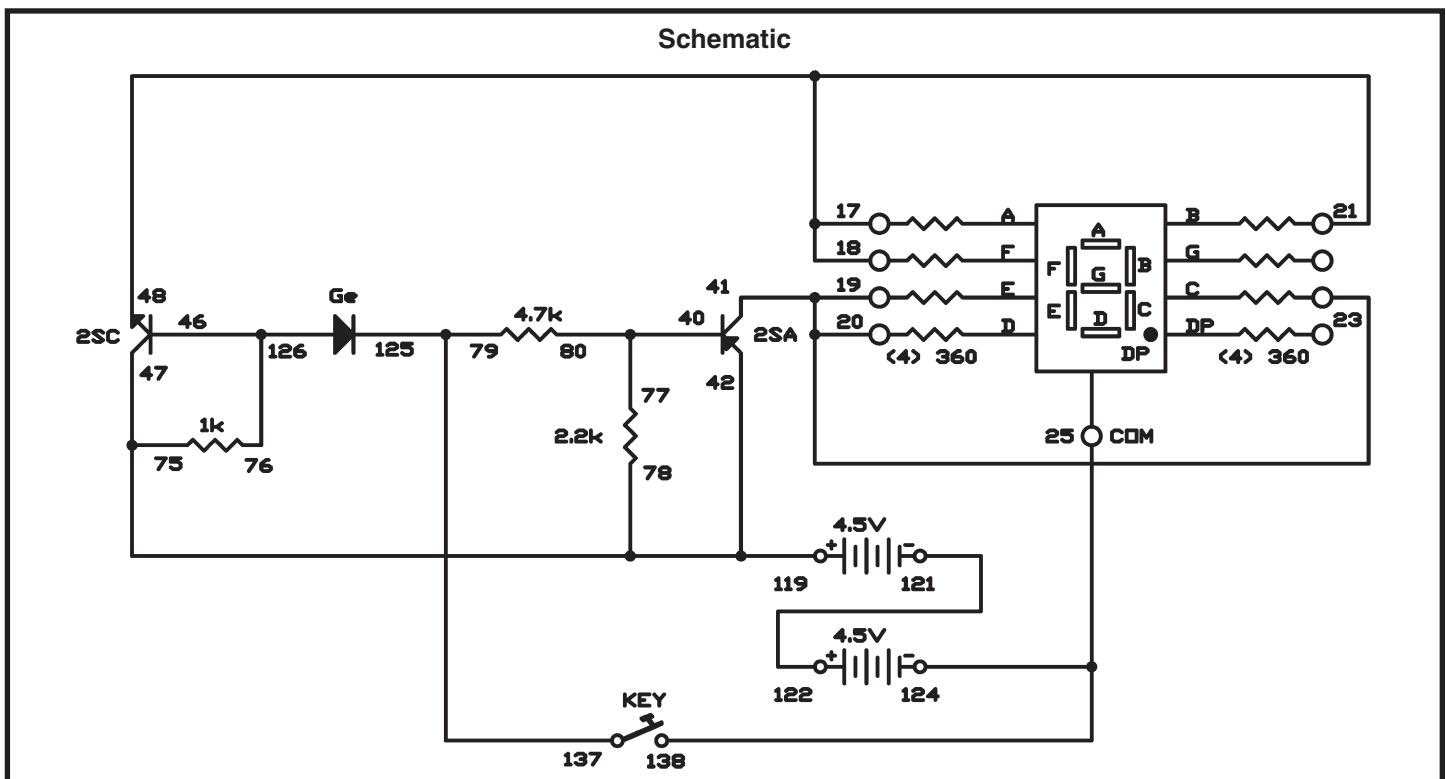 Schematic
17 A B 21
A
18 F G
F G B
48 Ge 41 19 E C
46 4.7k 40 E D C
2SC 2SA 20 D DP 23
126 125 79 80 (4) 360 DP (4) 360
47 42
77
1k 2.2k 25 COM
75 76 78
4.5V
+ -
119 121
4.5V
+ -
122 124
KEY
137 138